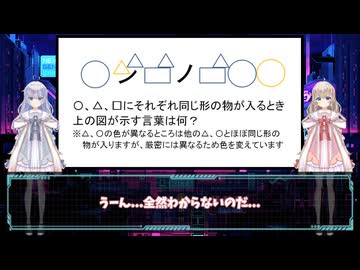 ン ノ
〇、△、□にそれぞれ同じ形の物が入るとき
上の図が示す言葉は何？
※△、〇の色が異なるところは他の△、〇とほぼ同じ形の
物が入りますが、厳密には異なるため色を変えています
うーん...全然わからないのだ...